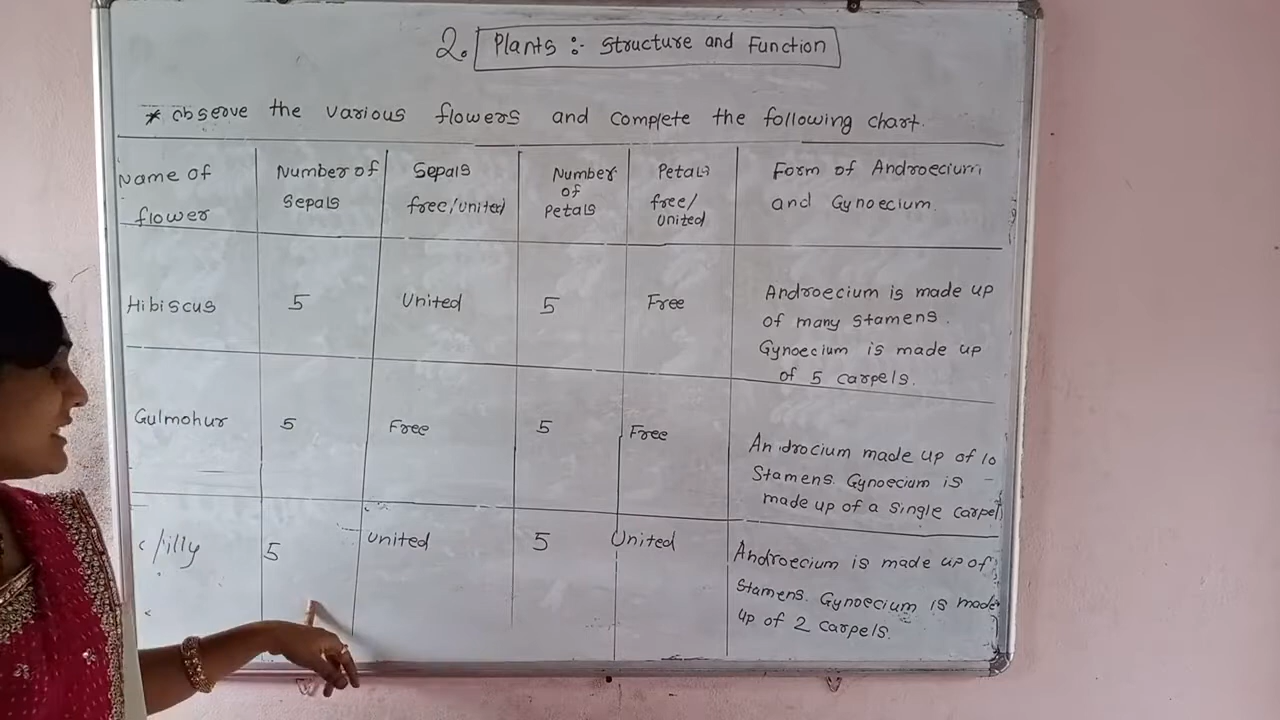 2. Plants :- Structure and Function
* Observe the various flowers and complete the following chart.
Name of flower
Number of Sepals
Sepals free/united
Number of Petals
Petals free/United
Form of Androecium and Gynoecium.
Hibiscus
5
United
5
Free
Androecium is made up
of many stamens.
Gynoecium is made up
of 5 carpels.
Gulmohur
5
Free
5
Free
Androcium made up of 10
Stamens. Gynoecium is
made up of a single carpel
5
United
5
United
Androecium is made up of
Stamens. Gynoecium is made
up of 2 carpels.